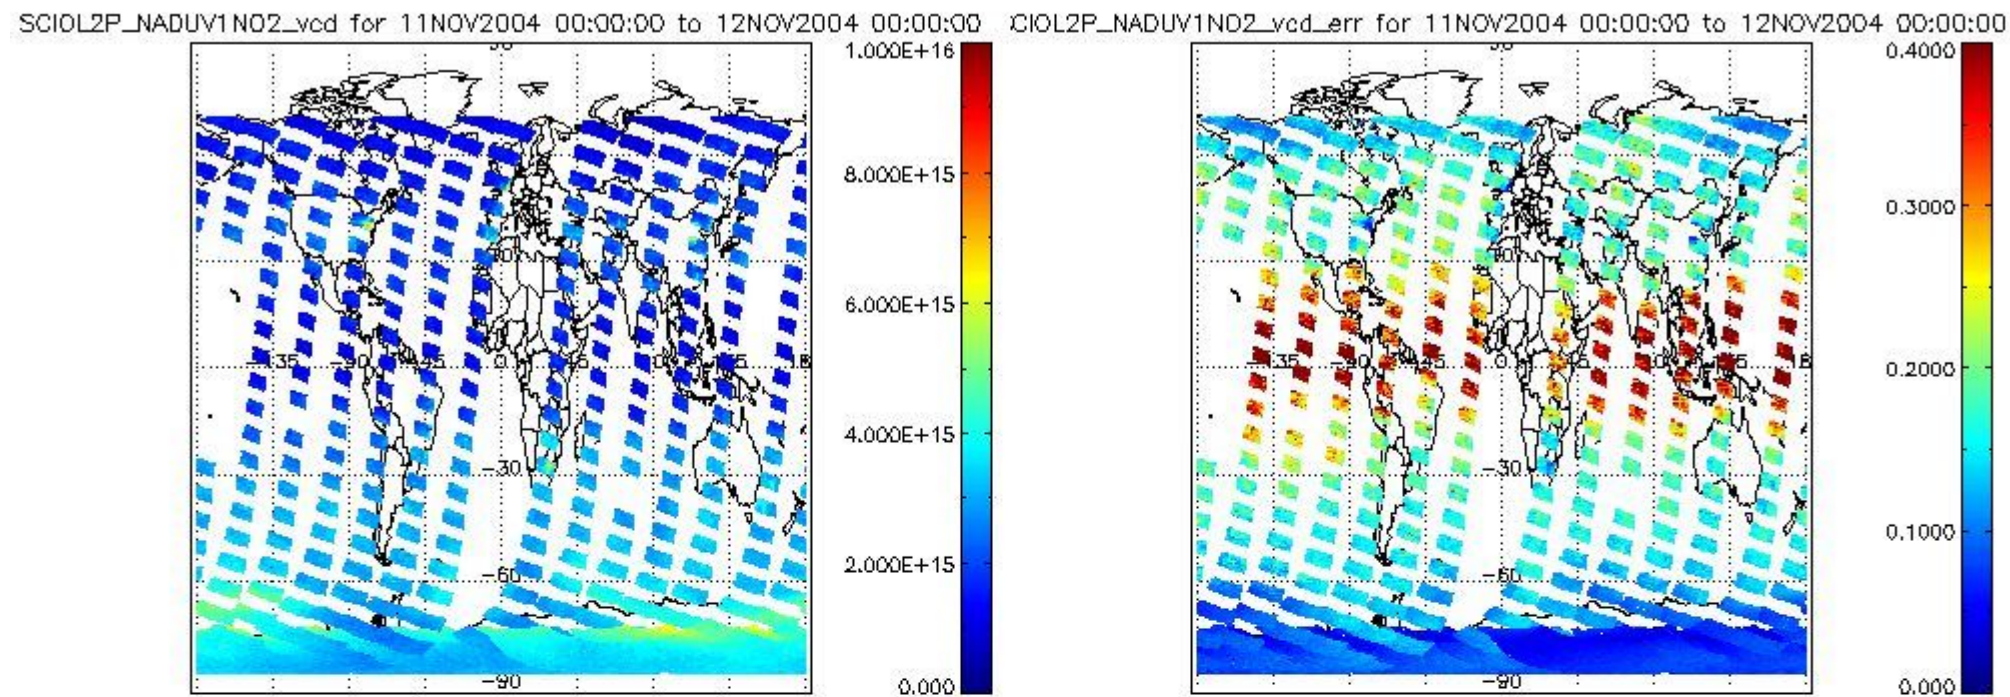 SCIOL2P_NADUV1NO2_vcd for 11NOV2004 00:00:00 to 12NOV2004 00:00:00
1.000E+16
8.000E+15
6.000E+15
4.000E+15
2.000E+15
0.000
0
-30
-60
-90
CIOL2P_NADUV1NO2_vcd_err for 11NOV2004 00:00:00 to 12NOV2004 00:00:00
0.4000
0.3000
0.2000
0.1000
0.000
0
-30
-60
-90